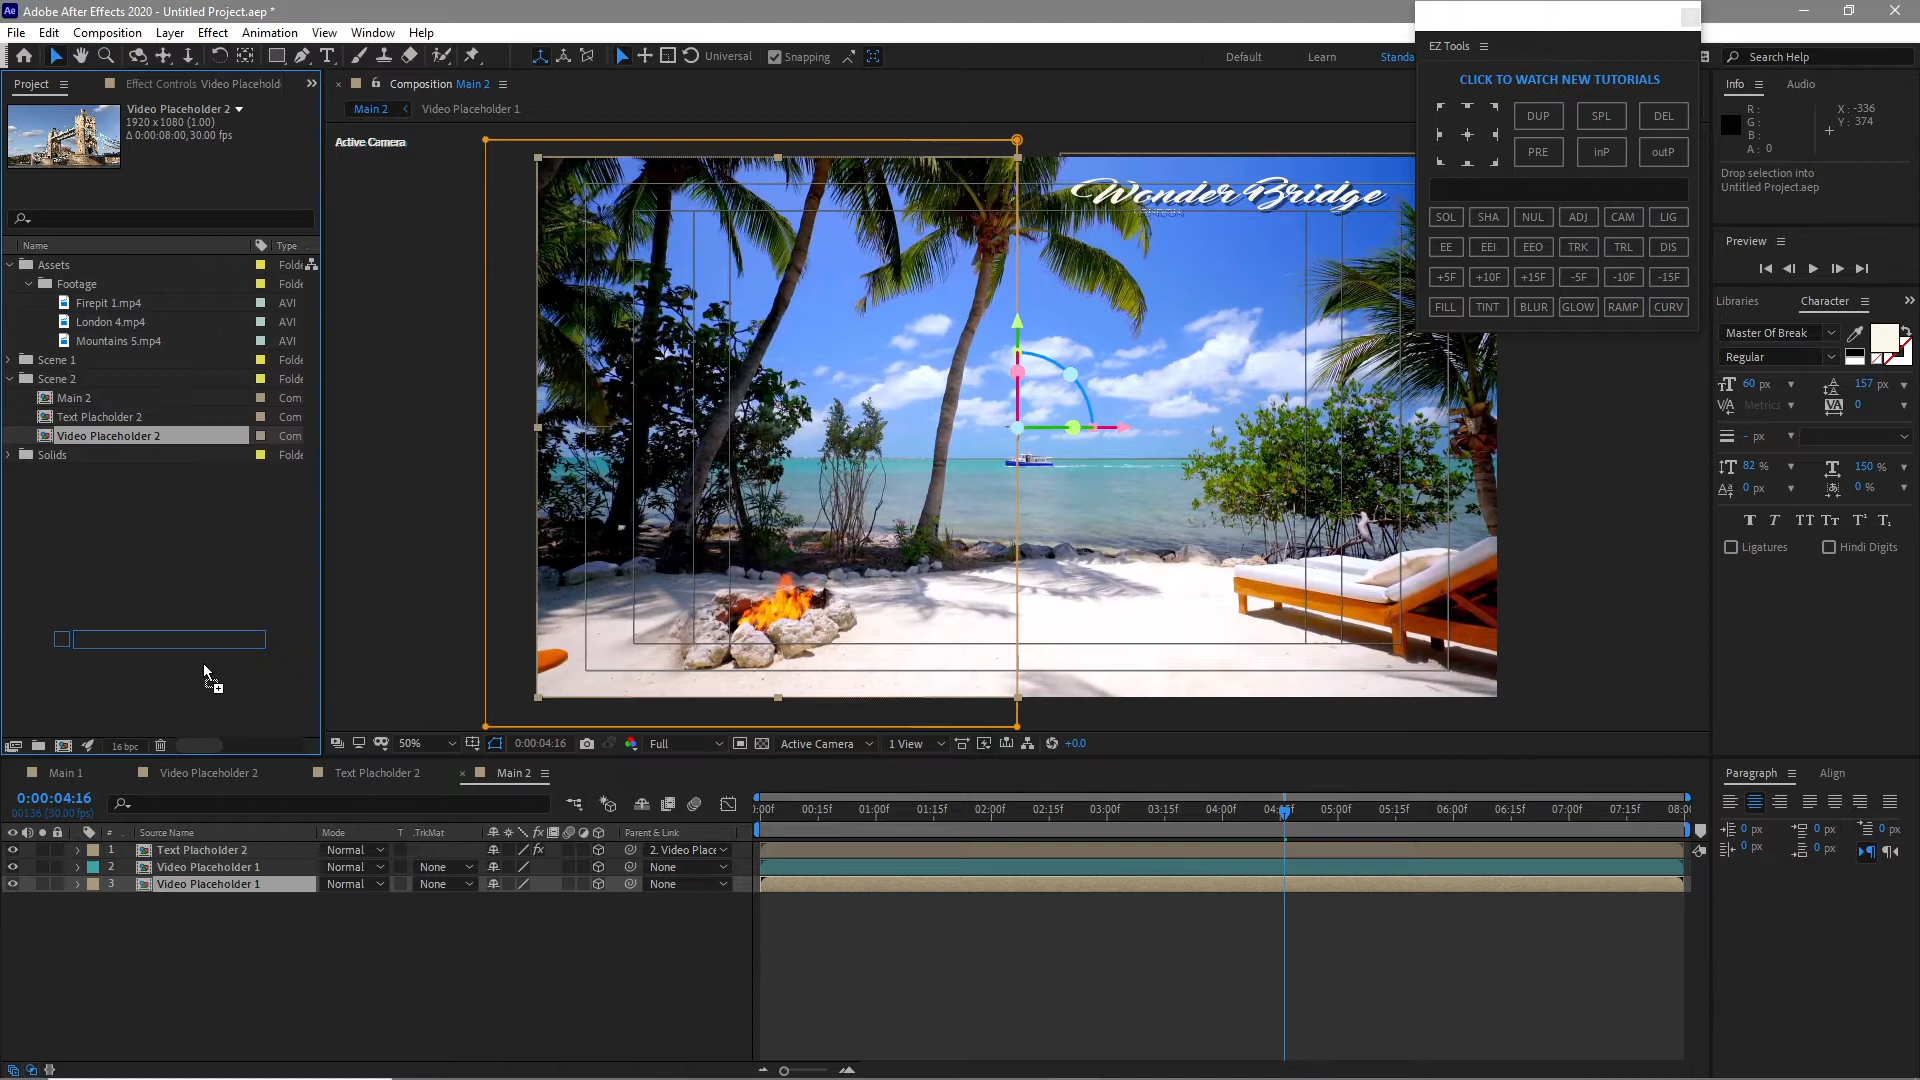 Ae Adobe After Effects 2020 - Untitled Project.aep *
File Edit Composition Layer Effect Animation View Window Help
Universal Snapping Default Learn Standa Search Help
Project Effect Controls Video Placehold
Video Placeholder 2
1920 x 1080 (1.00)
Δ 0:00:08:00, 30.00 fps
Name Type
Assets Folde
Footage Folde
Firepit 1.mp4 AVI
London 4.mp4 AVI
Mountains 5.mp4 AVI
Scene 1 Folde
Scene 2 Folde
Main 2 Com
Text Placholder 2 Com
Video Placeholder 2 Com
Solids Folde
16 bpc
Composition Main 2
Main 2 Video Placeholder 1
Active Camera
Wonder Bridge
LONDON
50% 0:00:04:16 Full Active Camera 1 View +0.0
EZ Tools
CLICK TO WATCH NEW TUTORIALS
DUP SPL DEL
PRE inP outP
SOL SHA NUL ADJ CAM LIG
EE EEI EEO TRK TRL DIS
+5F +10F +15F -5F -10F -15F
FILL TINT BLUR GLOW RAMP CURV
Info Audio
R :
G :
B :
A : 0
X : -336
Y : 374
Drop selection into
Untitled Project.aep
Preview
Libraries Character
Master Of Break
Regular
60 px 157 px
Metrics 0
- px
82 % 150 %
0 px 0 %
T T TT Tt T¹ T₁
Ligatures Hindi Digits
Paragraph Align
0 px 0 px 0 px
0 px 0 px
Main 1 Video Placeholder 2 Text Placholder 2 Main 2
0:00:04:16
00136 (30.00 fps)
# Source Name Mode T .TrkMat Parent & Link
1 Text Placholder 2 Normal 2. Video Place
2 Video Placeholder 1 Normal None None
3 Video Placeholder 1 Normal None None
):00f 00:15f 01:00f 01:15f 02:00f 02:15f 03:00f 03:15f 04:00f 04:15f 05:00f 05:15f 06:00f 06:15f 07:00f 07:15f 08:00